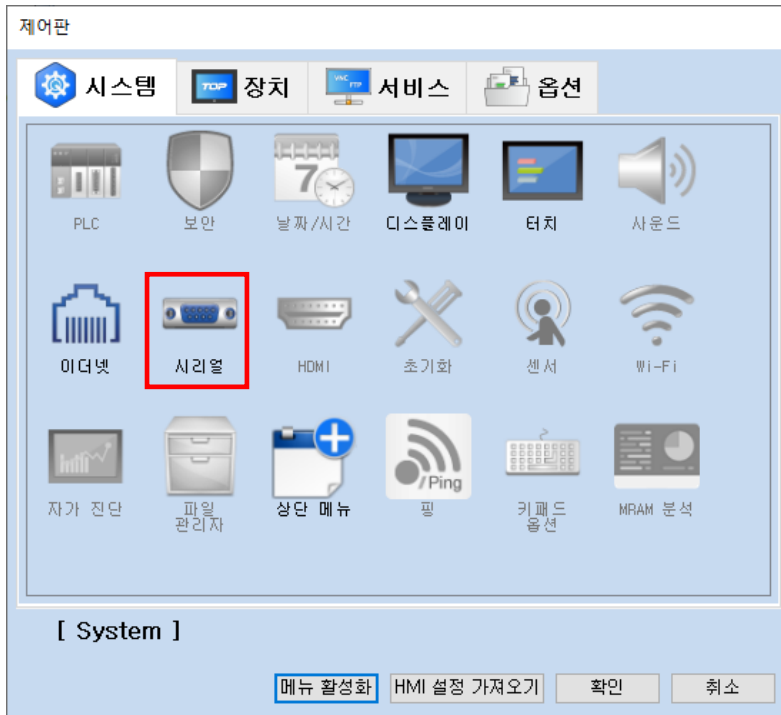 제어판
시스템 TOP 장치 VNC FTP 서비스 옵션
7
PLC 보안 날짜/시간 디스플레이 터치 사운드
이더넷 시리얼 HDMI 초기화 센서 Wi-Fi
/Ping
자가 진단 파일 관리자 상단 메뉴 핑 키패드 옵션 MRAM 분석
[ System ]
메뉴 활성화 HMI 설정 가져오기 확인 취소